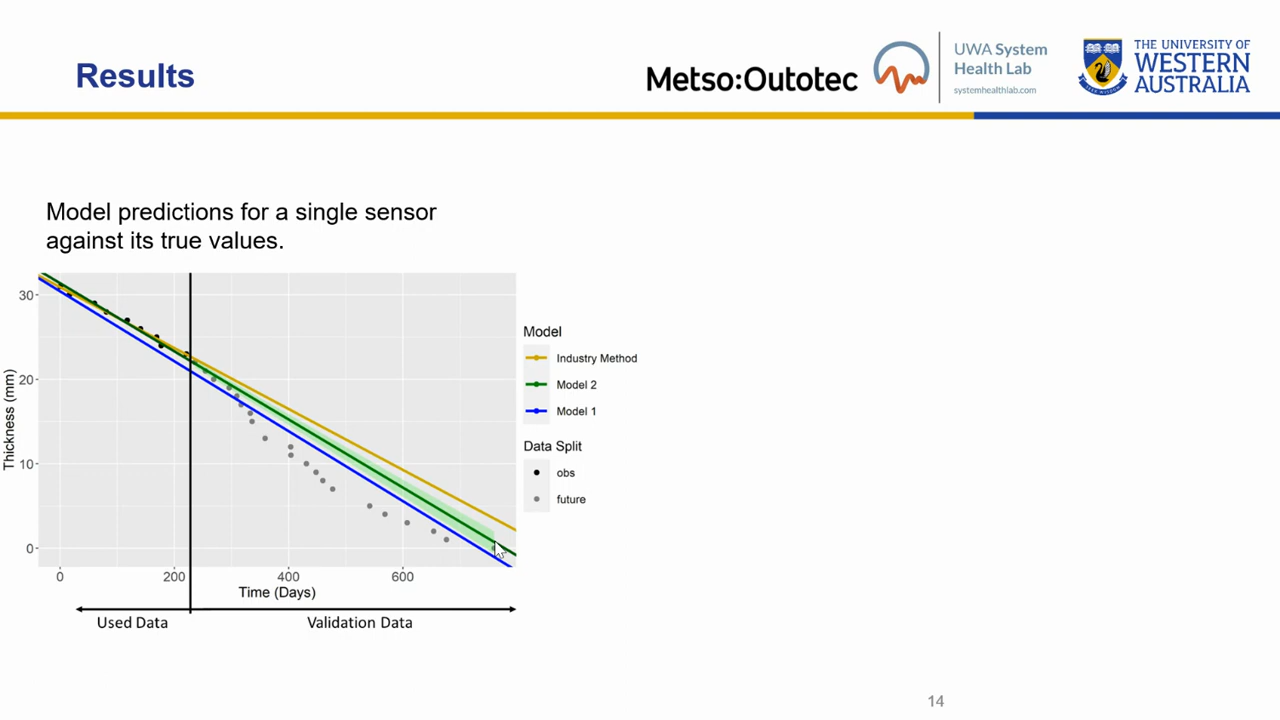 Results
Metso:Outotec
UWA System
Health Lab
systemhealthlab.com
THE UNIVERSITY OF
WESTERN
AUSTRALIA
Model predictions for a single sensor
against its true values.
Thickness (mm)
30
20
10
0
0
200
400
600
Time (Days)
Used Data
Validation Data
Model
Industry Method
Model 2
Model 1
Data Split
obs
future
14